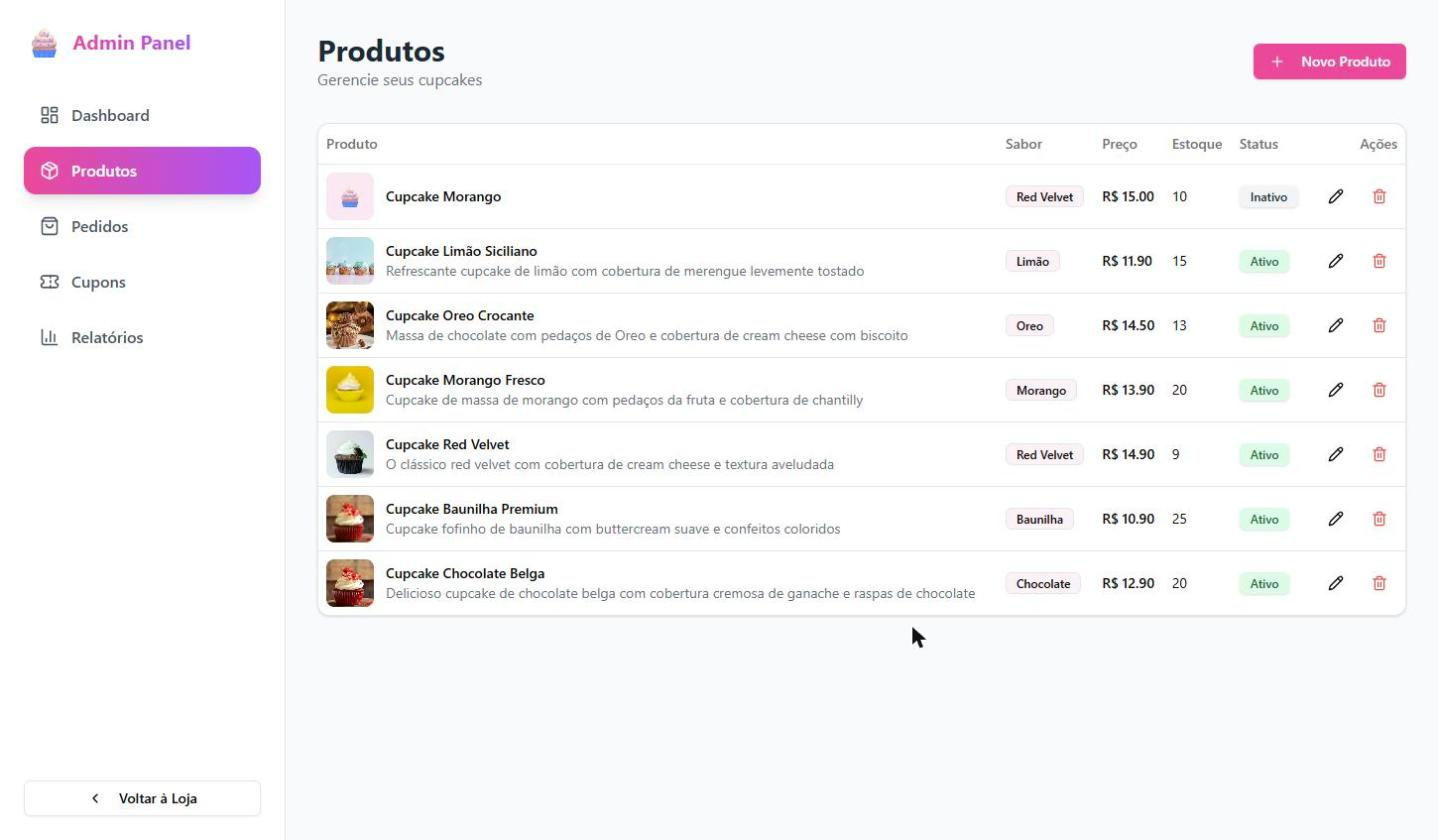 Admin Panel
Dashboard
Produtos
Pedidos
Cupons
Relatórios
Voltar à Loja
Produtos
Gerencie seus cupcakes
Novo Produto
Produto Sabor Preço Estoque Status Ações
Cupcake Morango Red Velvet R$ 15.00 10 Inativo
Cupcake Limão Siciliano
Refrescante cupcake de limão com cobertura de merengue levemente tostado Limão R$ 11.90 15 Ativo
Cupcake Oreo Crocante
Massa de chocolate com pedaços de Oreo e cobertura de cream cheese com biscoito Oreo R$ 14.50 13 Ativo
Cupcake Morango Fresco
Cupcake de massa de morango com pedaços da fruta e cobertura de chantilly Morango R$ 13.90 20 Ativo
Cupcake Red Velvet
O clássico red velvet com cobertura de cream cheese e textura aveludada Red Velvet R$ 14.90 9 Ativo
Cupcake Baunilha Premium
Cupcake fofinho de baunilha com buttercream suave e confeitos coloridos Baunilha R$ 10.90 25 Ativo
Cupcake Chocolate Belga
Delicioso cupcake de chocolate belga com cobertura cremosa de ganache e raspas de chocolate Chocolate R$ 12.90 20 Ativo